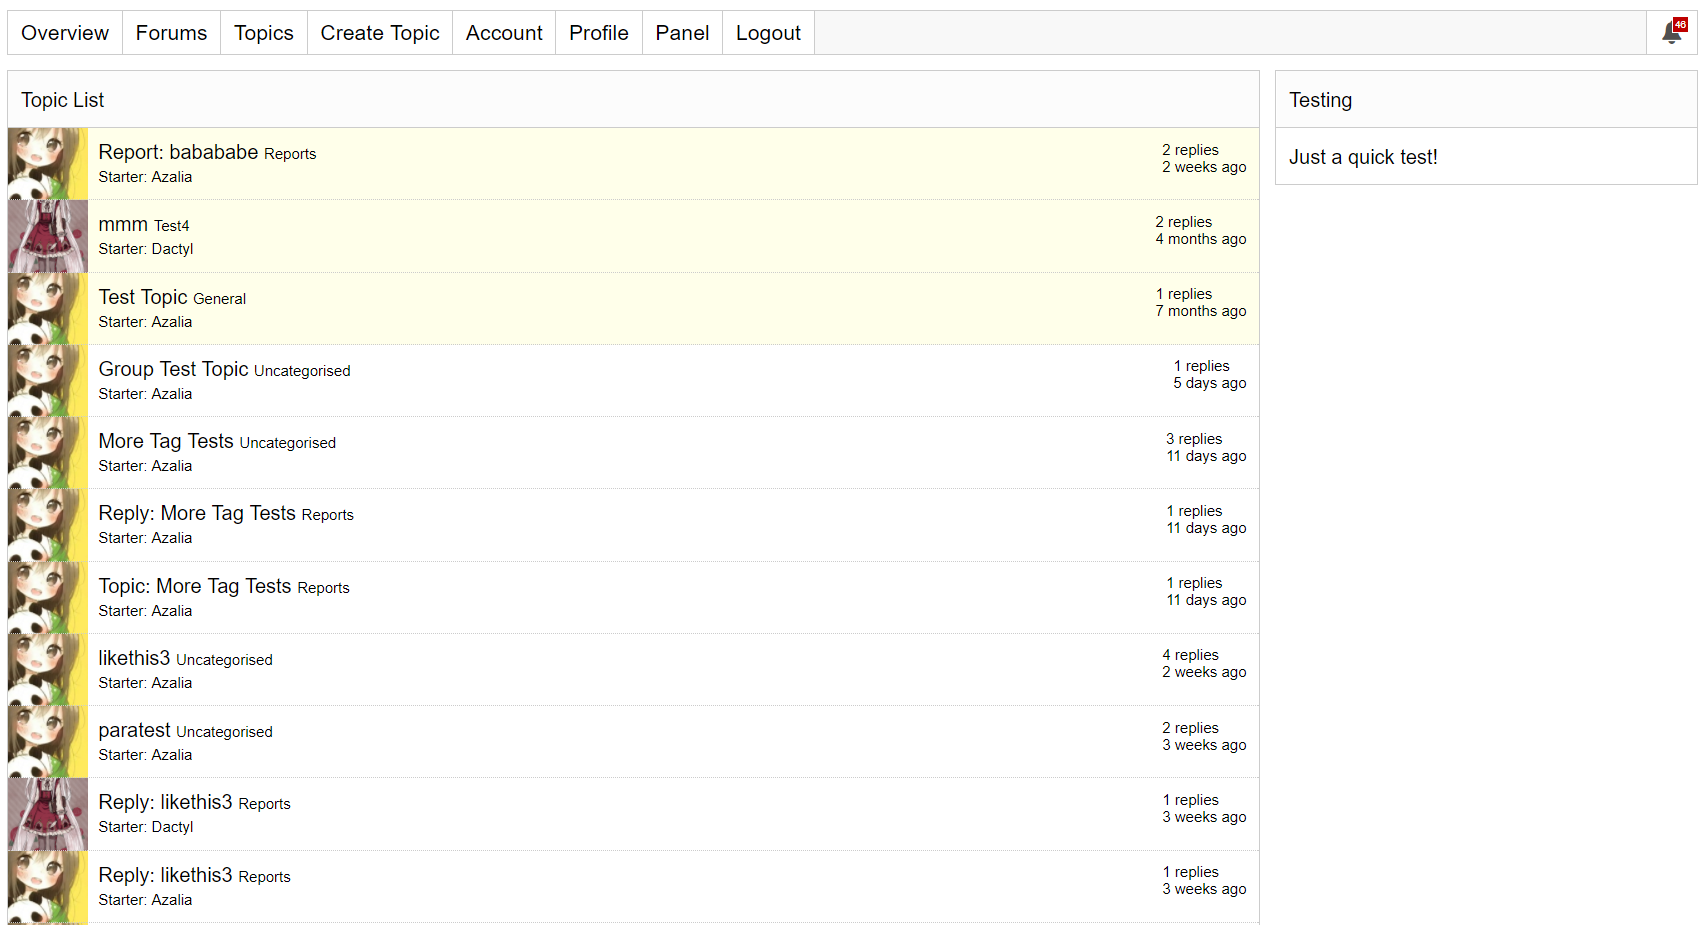 Overview Forums Topics Create Topic Account Profile Panel Logout 46
Topic List
Report: babababe Reports
Starter: Azalia
2 replies
2 weeks ago
mmm Test4
Starter: Dactyl
2 replies
4 months ago
Test Topic General
Starter: Azalia
1 replies
7 months ago
Group Test Topic Uncategorised
Starter: Azalia
1 replies
5 days ago
More Tag Tests Uncategorised
Starter: Azalia
3 replies
11 days ago
Reply: More Tag Tests Reports
Starter: Azalia
1 replies
11 days ago
Topic: More Tag Tests Reports
Starter: Azalia
1 replies
11 days ago
likethis3 Uncategorised
Starter: Azalia
4 replies
2 weeks ago
paratest Uncategorised
Starter: Azalia
2 replies
3 weeks ago
Reply: likethis3 Reports
Starter: Dactyl
1 replies
3 weeks ago
Reply: likethis3 Reports
Starter: Azalia
1 replies
3 weeks ago
Testing
Just a quick test!